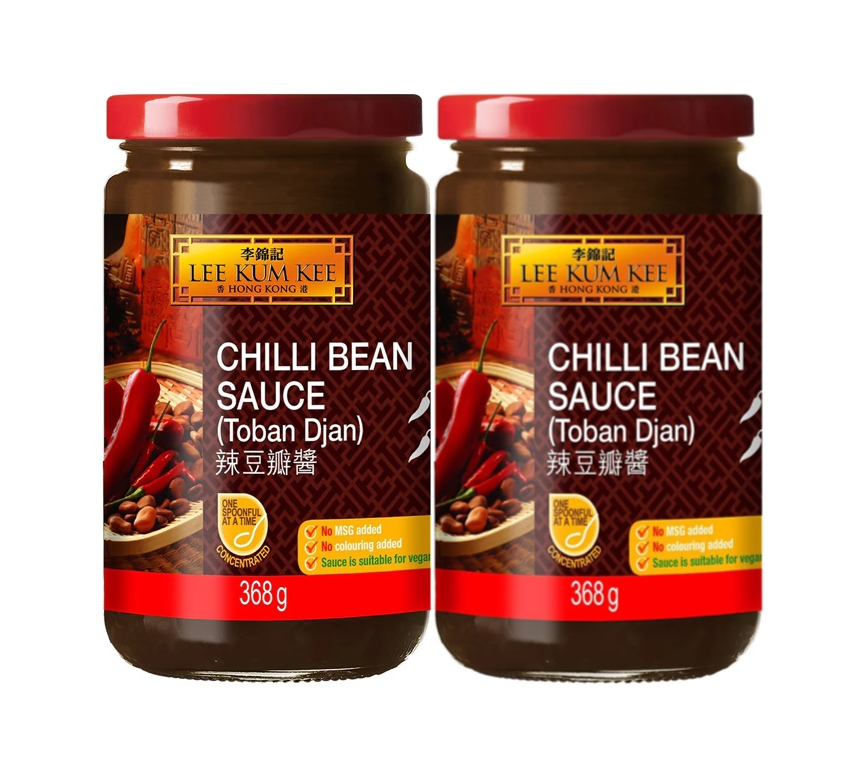 李錦記
LEE KUM KEE
香 HONG KONG 港
CHILLI BEAN
SAUCE
(Toban Djan)
辣豆瓣醬
ONE
SPOONFUL
AT A TIME
CONCENTRATED
No MSG added
No colouring added
Sauce is suitable for vegan
368 g
李錦記
LEE KUM KEE
香 HONG KONG 港
CHILLI BEAN
SAUCE
(Toban Djan)
辣豆瓣醬
ONE
SPOONFUL
AT A TIME
CONCENTRATED
No MSG added
No colouring added
Sauce is suitable for vegan
368 g